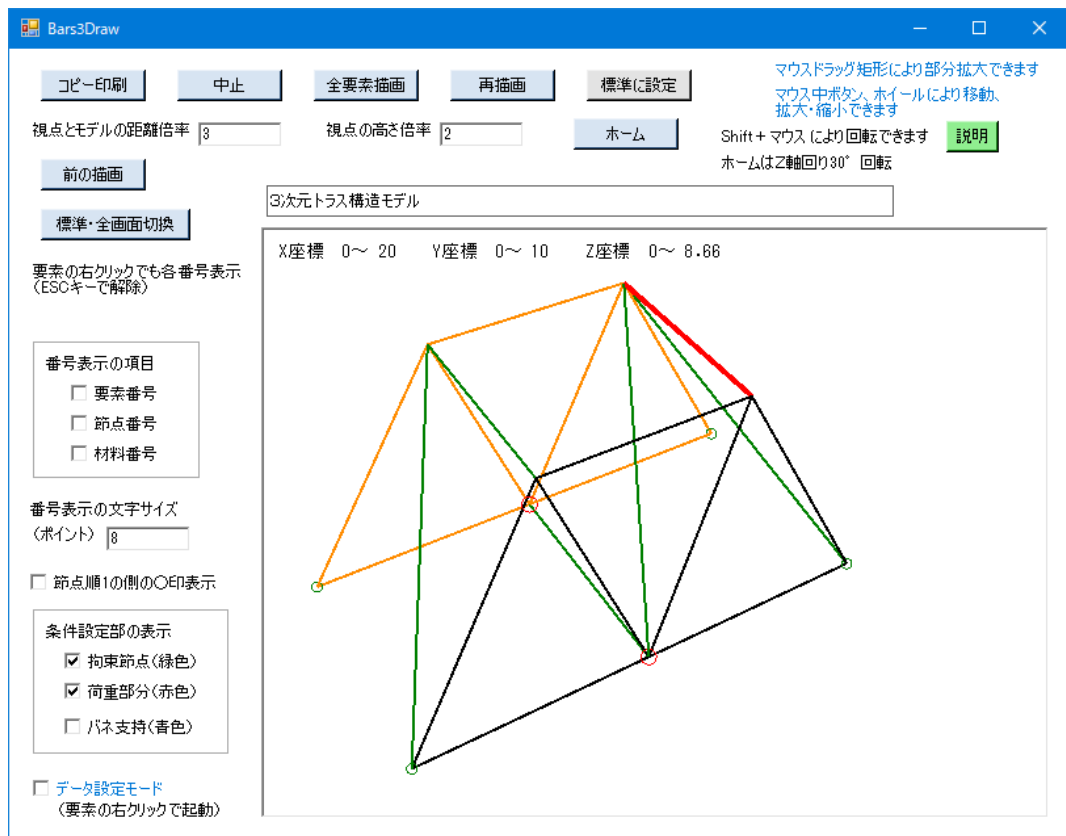 Bars3Draw
コピー印刷
中止
全要素描画
再描画
標準に設定
マウスドラッグ矩形により部分拡大できます
マウス中ボタン、ホイールにより移動、
拡大・縮小できます
視点とモデルの距離倍率 3
視点の高さ倍率 2
ホーム
Shift+マウス により回転できます
説明
ホームはZ軸回り30° 回転
前の描画
3次元トラス構造モデル
標準・全画面切換
X座標 0～ 20 Y座標 0～ 10 Z座標 0～ 8.66
要素の右クリックでも各番号表示
(ESCキーで解除)
番号表示の項目
要素番号
節点番号
材料番号
番号表示の文字サイズ
(ポイント) 8
節点順1の側の〇印表示
条件設定部の表示
拘束節点(緑色)
荷重部分(赤色)
バネ支持(青色)
データ設定モード
(要素の右クリックで起動)